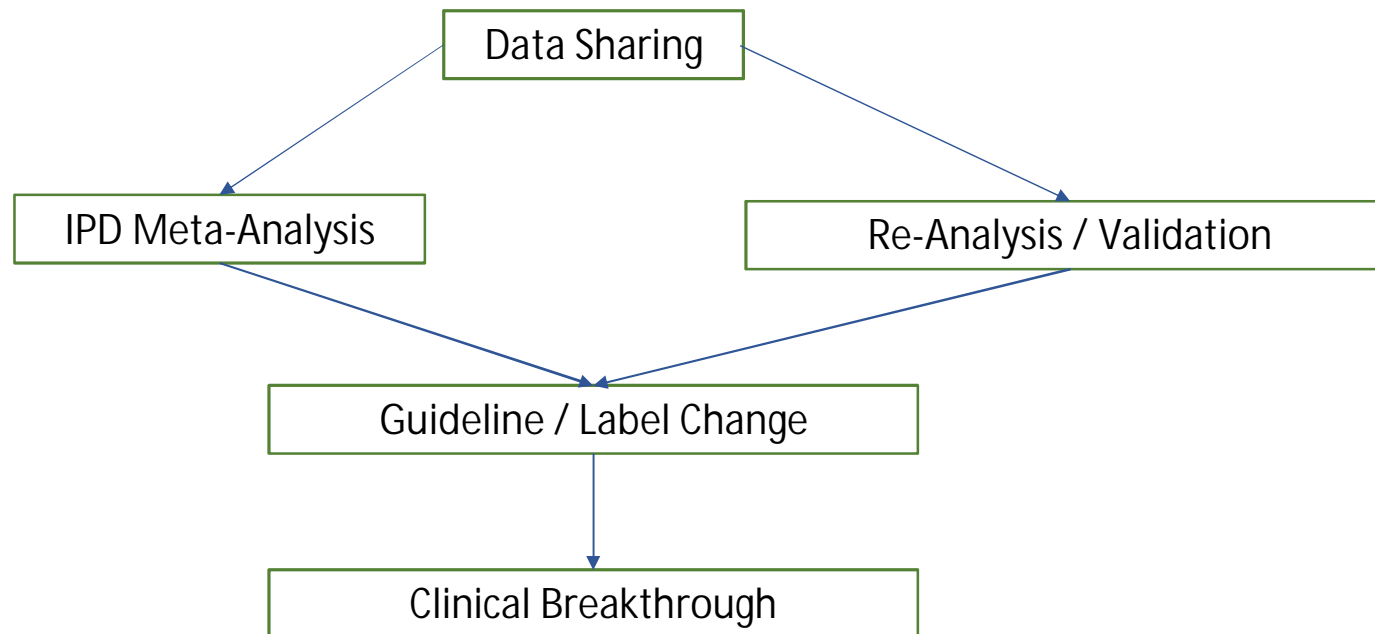 Data Sharing
IPD Meta-Analysis
Re-Analysis / Validation
Guideline / Label Change
Clinical Breakthrough